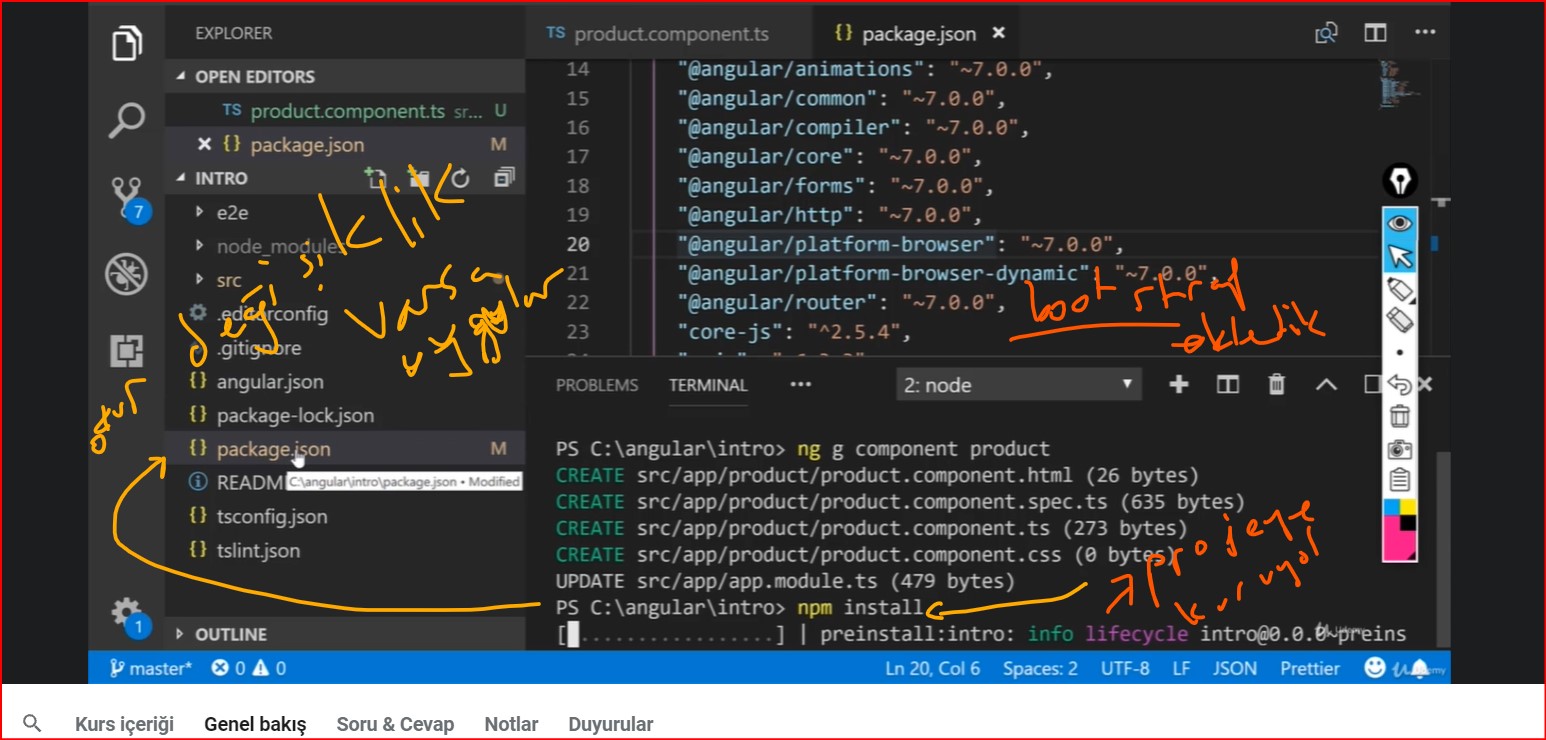 EXPLORER
OPEN EDITORS
TS product.component.ts sr... U
{} package.json M
INTRO
e2e
node_modules
src
.editorconfig
.gitignore
{} angular.json
{} package-lock.json
{} package.json M
READM
C:\angular\intro\package.json • Modified
{} tsconfig.json
{} tslint.json
OUTLINE
7
1
TS product.component.ts {} package.json
14 "@angular/animations": "~7.0.0",
15 "@angular/common": "~7.0.0",
16 "@angular/compiler": "~7.0.0",
17 "@angular/core": "~7.0.0",
18 "@angular/forms": "~7.0.0",
19 "@angular/http": "~7.0.0",
20 "@angular/platform-browser": "~7.0.0",
21 "@angular/platform-browser-dynamic": "~7.0.0",
22 "@angular/router": "~7.0.0",
23 "core-js": "^2.5.4",
değişiklik
varsa
bootstrap
ekledik
PROBLEMS TERMINAL ••• 2: node
PS C:\angular\intro> ng g component product
CREATE src/app/product/product.component.html (26 bytes)
CREATE src/app/product/product.component.spec.ts (635 bytes)
CREATE src/app/product/product.component.ts (273 bytes)
CREATE src/app/product/product.component.css (0 bytes)
UPDATE src/app/app.module.ts (479 bytes)
PS C:\angular\intro> npm install
[ ..................] | preinstall:intro: info lifecycle intro@0.0.0~preins
projeye
kuruyor
master* 0 0 Ln 20, Col 6 Spaces: 2 UTF-8 LF JSON Prettier
Kurs içeriği Genel bakış Soru & Cevap Notlar Duyurular